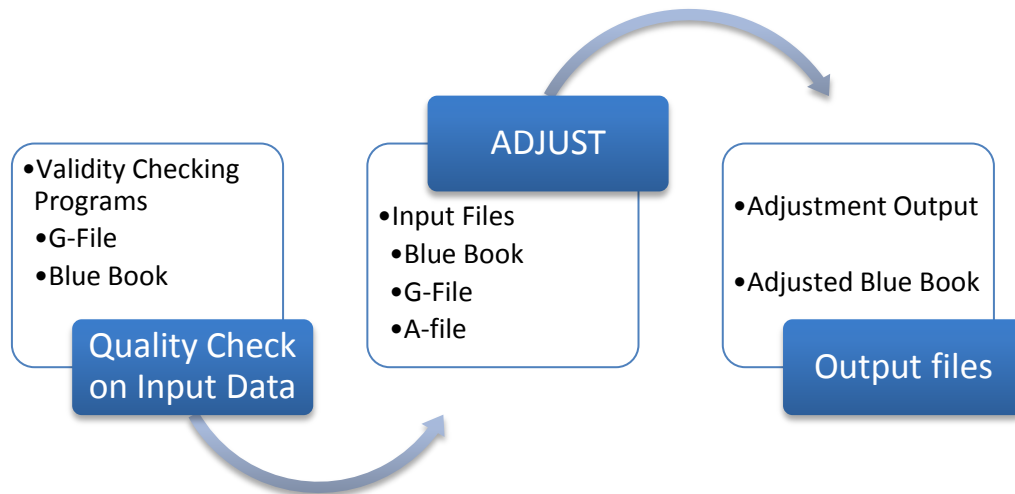 •Validity Checking
Programs
•G-File
•Blue Book
Quality Check
on Input Data
ADJUST
•Input Files
•Blue Book
•G-File
•A-file
•Adjustment Output
•Adjusted Blue Book
Output files